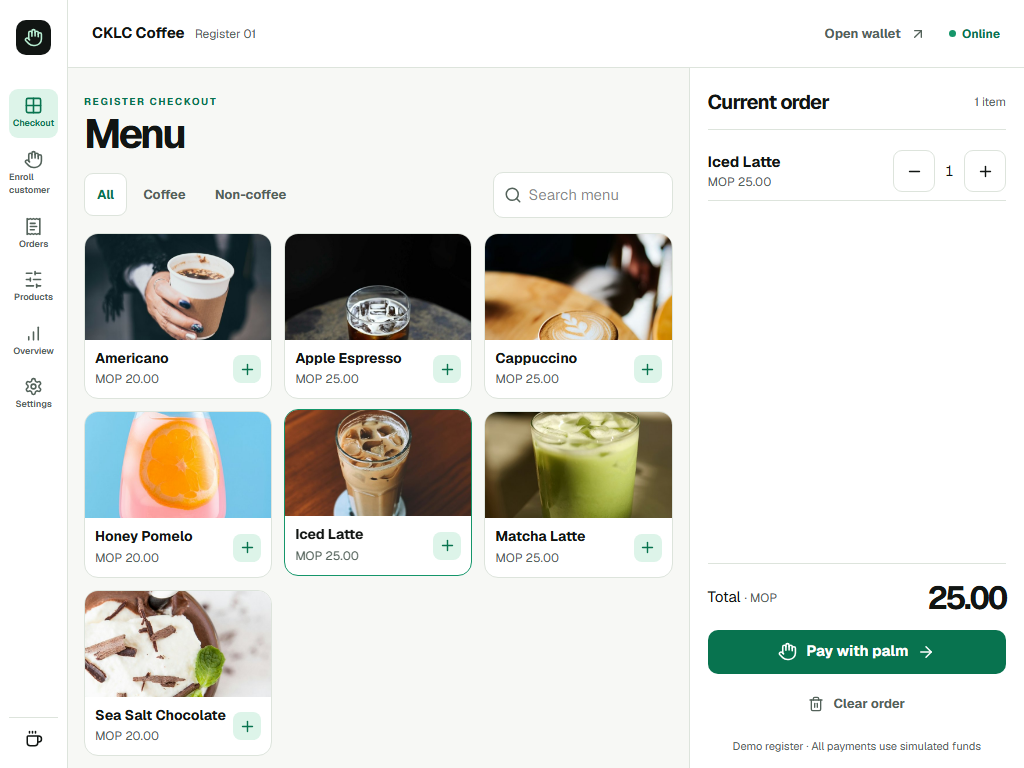 CKLC Coffee Register 01
Open wallet
Online
Checkout
Enroll
customer
Orders
Products
Overview
Settings
REGISTER CHECKOUT
Menu
All
Coffee
Non-coffee
Search menu
Americano
MOP 20.00
Apple Espresso
MOP 25.00
Cappuccino
MOP 25.00
Honey Pomelo
MOP 20.00
Iced Latte
MOP 25.00
Matcha Latte
MOP 25.00
Sea Salt Chocolate
MOP 20.00
Current order
1 item
Iced Latte
MOP 25.00
1
Total · MOP
25.00
Pay with palm
Clear order
Demo register · All payments use simulated funds